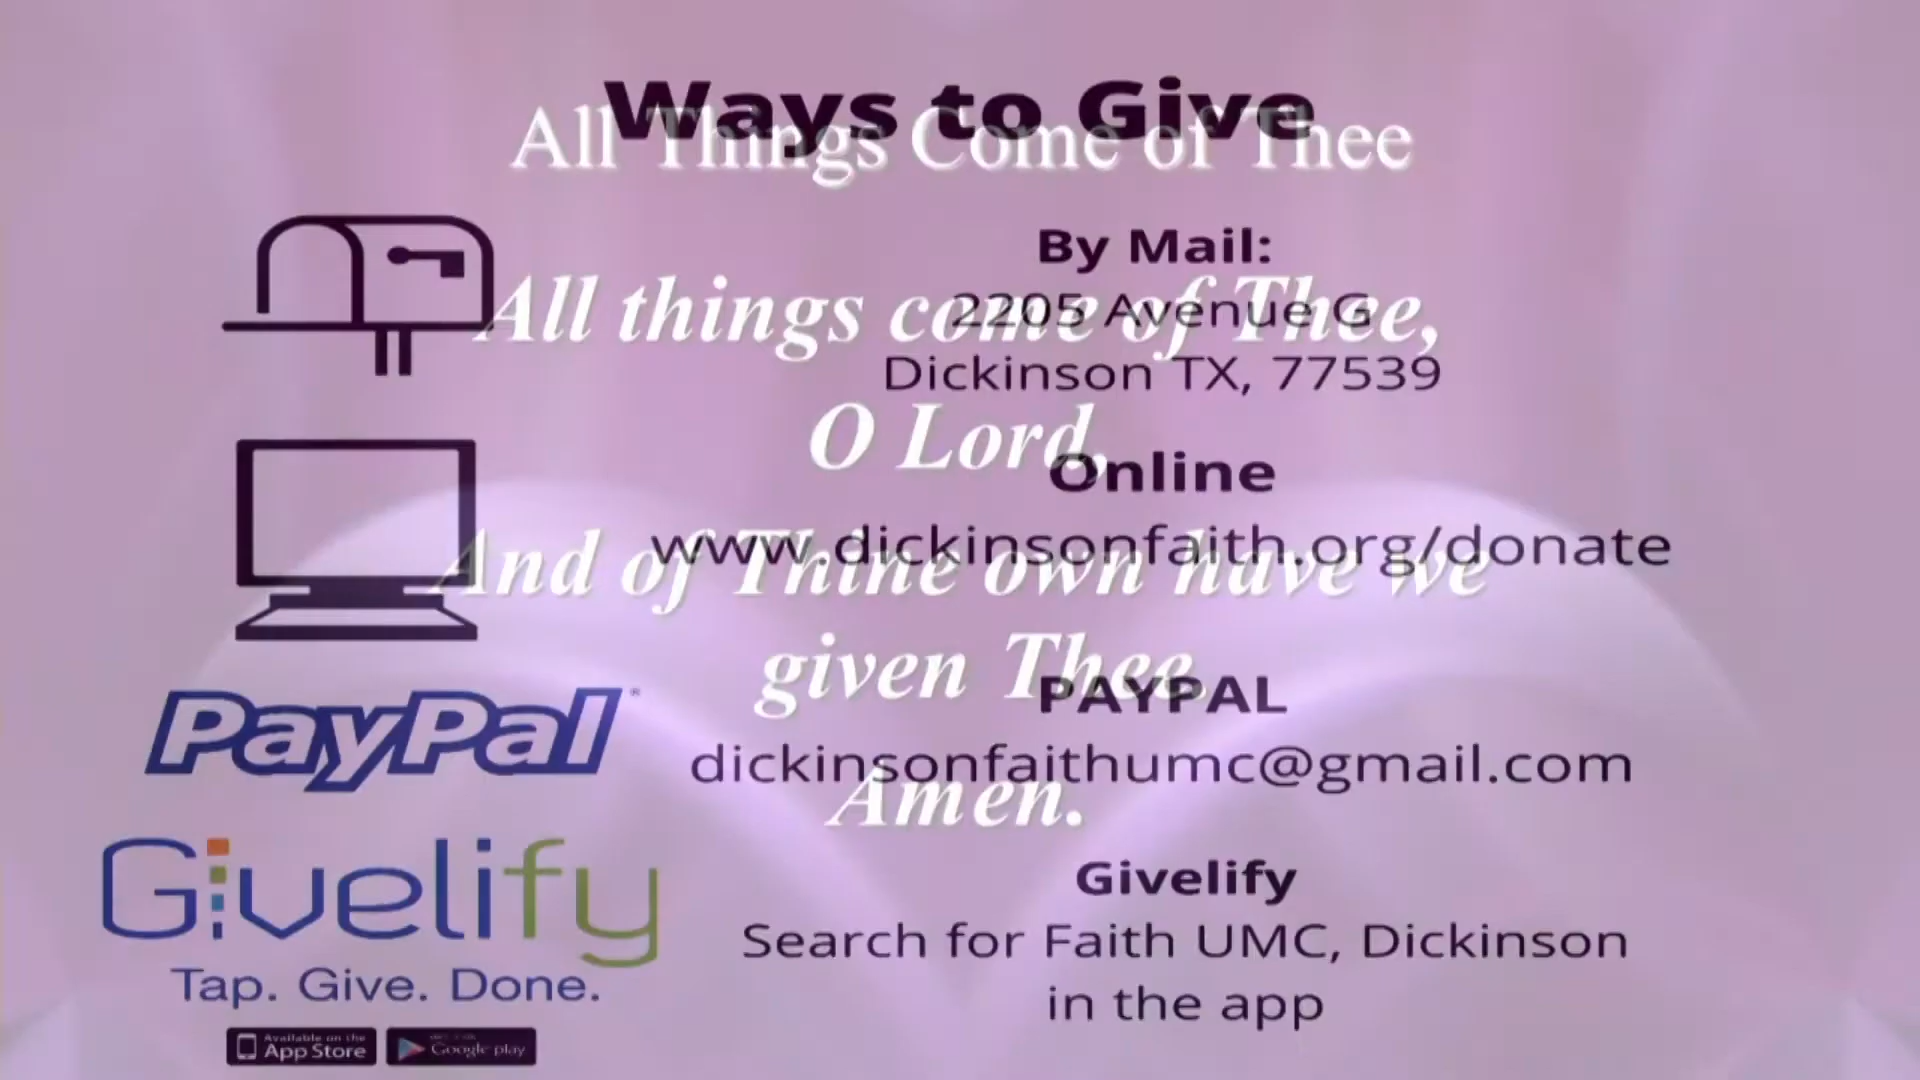 Ways to Give
All Things Come of Thee
By Mail:
2205 Avenue G
Dickinson TX, 77539
All things come of Thee,
O Lord,
And of Thine own have we
given Thee.
Amen.
Online
www.dickinsonfaith.org/donate
PayPal®
PAYPAL
dickinsonfaithumc@gmail.com
Givelify
Tap. Give. Done.
Available on the
App Store
Google play
Givelify
Search for Faith UMC, Dickinson
in the app